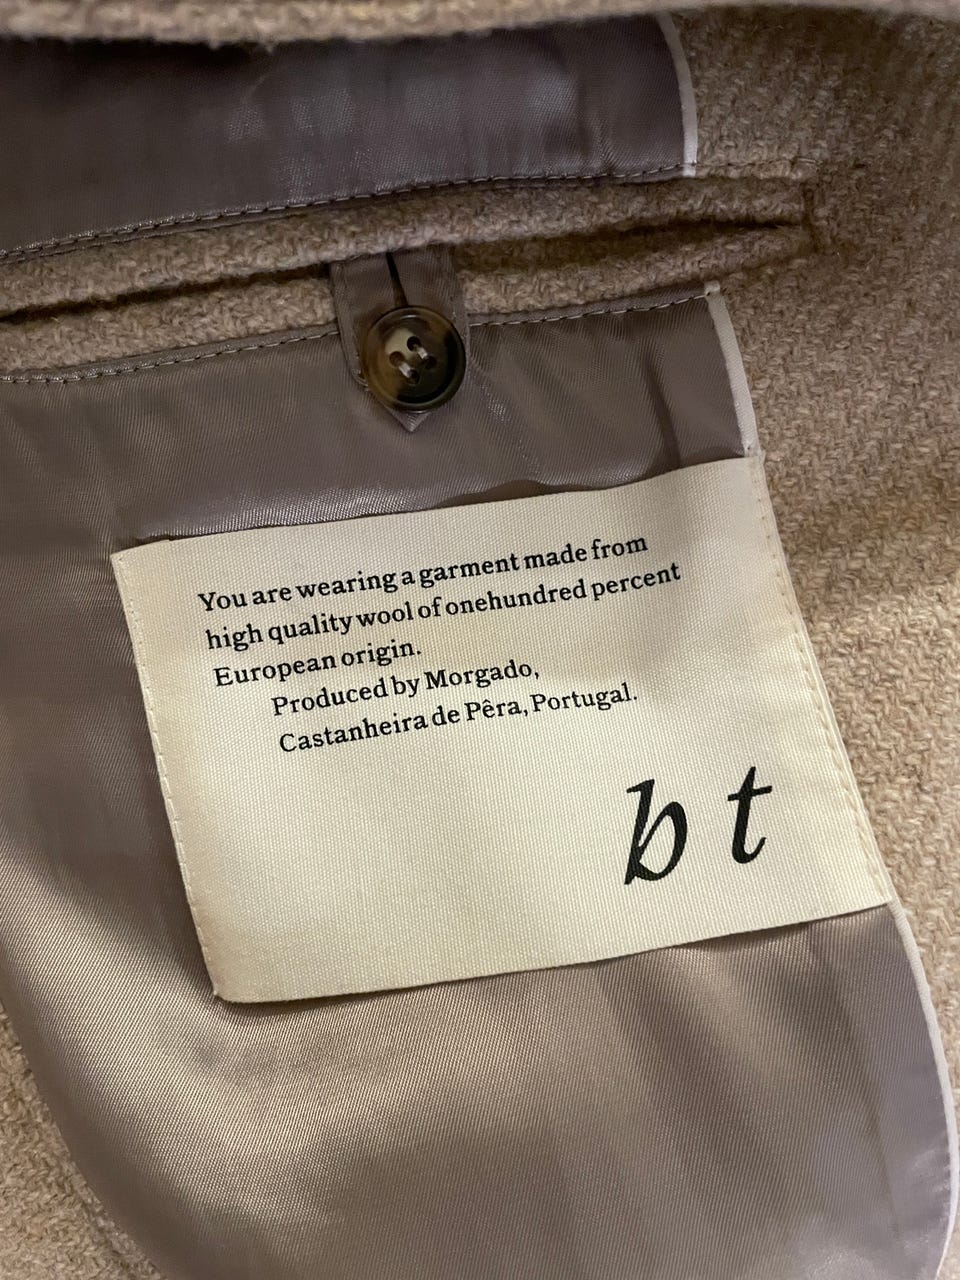 You are wearing a garment made from
high quality wool of onehundred percent
European origin.
Produced by Morgado,
Castanheira de Pêra, Portugal.
b t